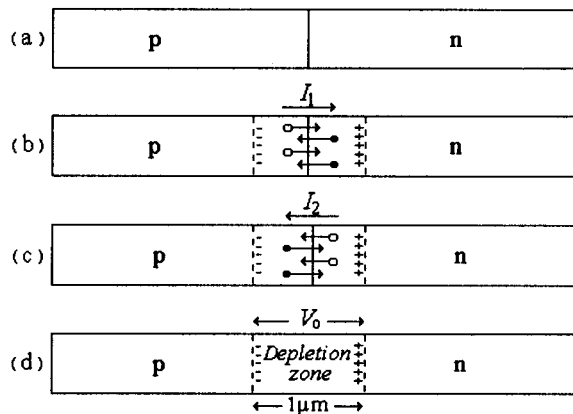 (a) p n
I₁
(b) p n
I₂
(c) p n
V₀
(d) p Depletion zone n
1μm